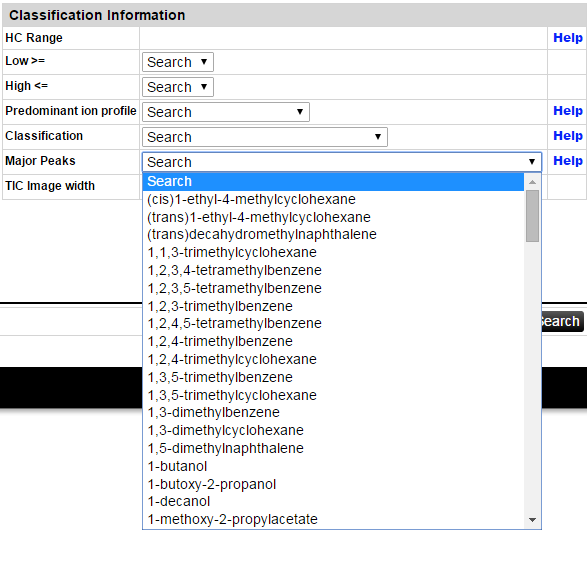 Classification Information
HC Range Help
Low >= Search
High <= Search
Predominant ion profile Search Help
Classification Search Help
Major Peaks Search Help
TIC Image width
Search
(cis)1-ethyl-4-methylcyclohexane
(trans)1-ethyl-4-methylcyclohexane
(trans)decahydromethylnaphthalene
1,1,3-trimethylcyclohexane
1,2,3,4-tetramethylbenzene
1,2,3,5-tetramethylbenzene
1,2,3-trimethylbenzene
1,2,4,5-tetramethylbenzene
1,2,4-trimethylbenzene
1,2,4-trimethylcyclohexane
1,3,5-trimethylbenzene
1,3,5-trimethylcyclohexane
1,3-dimethylbenzene
1,3-dimethylcyclohexane
1,5-dimethylnaphthalene
1-butanol
1-butoxy-2-propanol
1-decanol
1-methoxy-2-propylacetate
Search